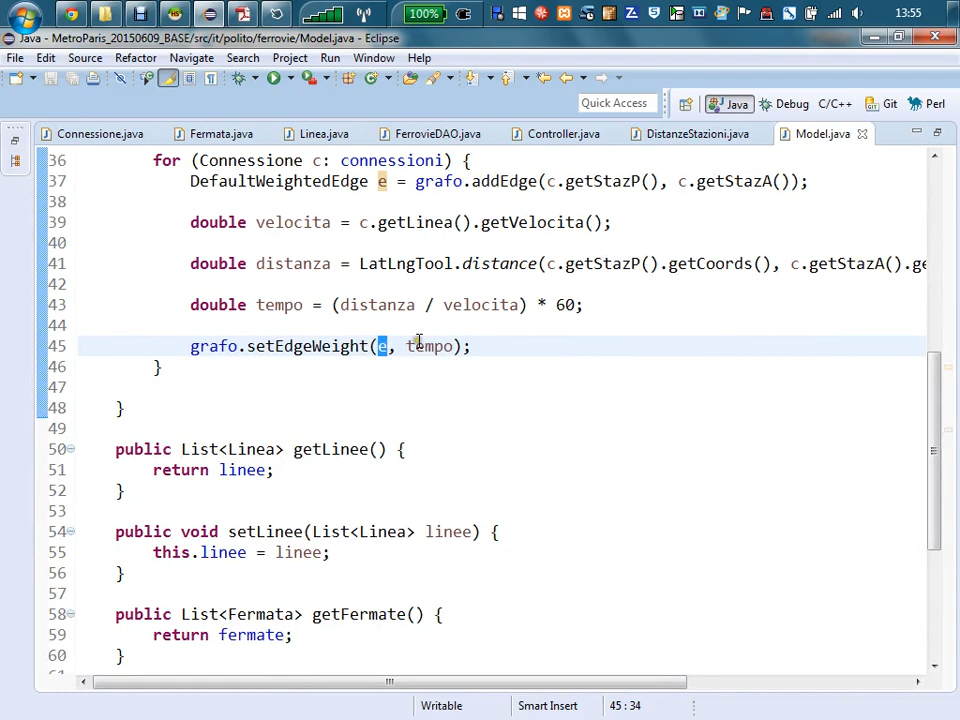 100%
13:55
Java - MetroParis_20150609_BASE/src/it/polito/ferrovie/Model.java - Eclipse
File Edit Source Refactor Navigate Search Project Run Window Help
Quick Access
Java Debug C/C++ Git Perl
Connessione.java Fermata.java Linea.java FerrovieDAO.java Controller.java DistanzeStazioni.java Model.java
36 for (Connessione c: connessioni) {
37 DefaultWeightedEdge e = grafo.addEdge(c.getStazP(), c.getStazA());
38
39 double velocita = c.getLinea().getVelocita();
40
41 double distanza = LatLngTool.distance(c.getStazP().getCoords(), c.getStazA().ge
42
43 double tempo = (distanza / velocita) * 60;
44
45 grafo.setEdgeWeight(e, tempo);
46 }
47
48 }
49
50 public List<Linea> getLinee() {
51 return linee;
52 }
53
54 public void setLinee(List<Linea> linee) {
55 this.linee = linee;
56 }
57
58 public List<Fermata> getFermate() {
59 return fermate;
60 }
61
Writable Smart Insert 45 : 34